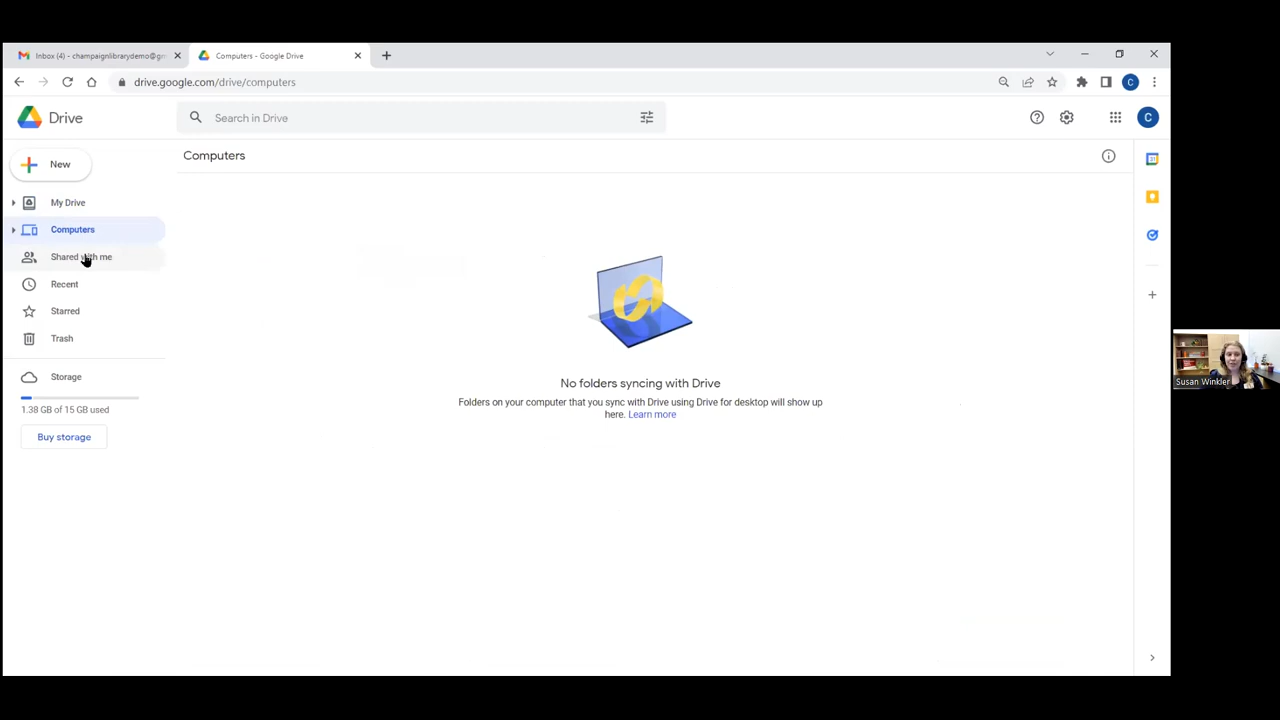 Inbox (4) - champaignlibrarydemo@gm
Computers - Google Drive
drive.google.com/drive/computers
C
Drive
Search in Drive
C
New
Computers
My Drive
Computers
Shared with me
Recent
Starred
Trash
Storage
1.38 GB of 15 GB used
Buy storage
No folders syncing with Drive
Folders on your computer that you sync with Drive using Drive for desktop will show up
here. Learn more
31
Susan Winkler